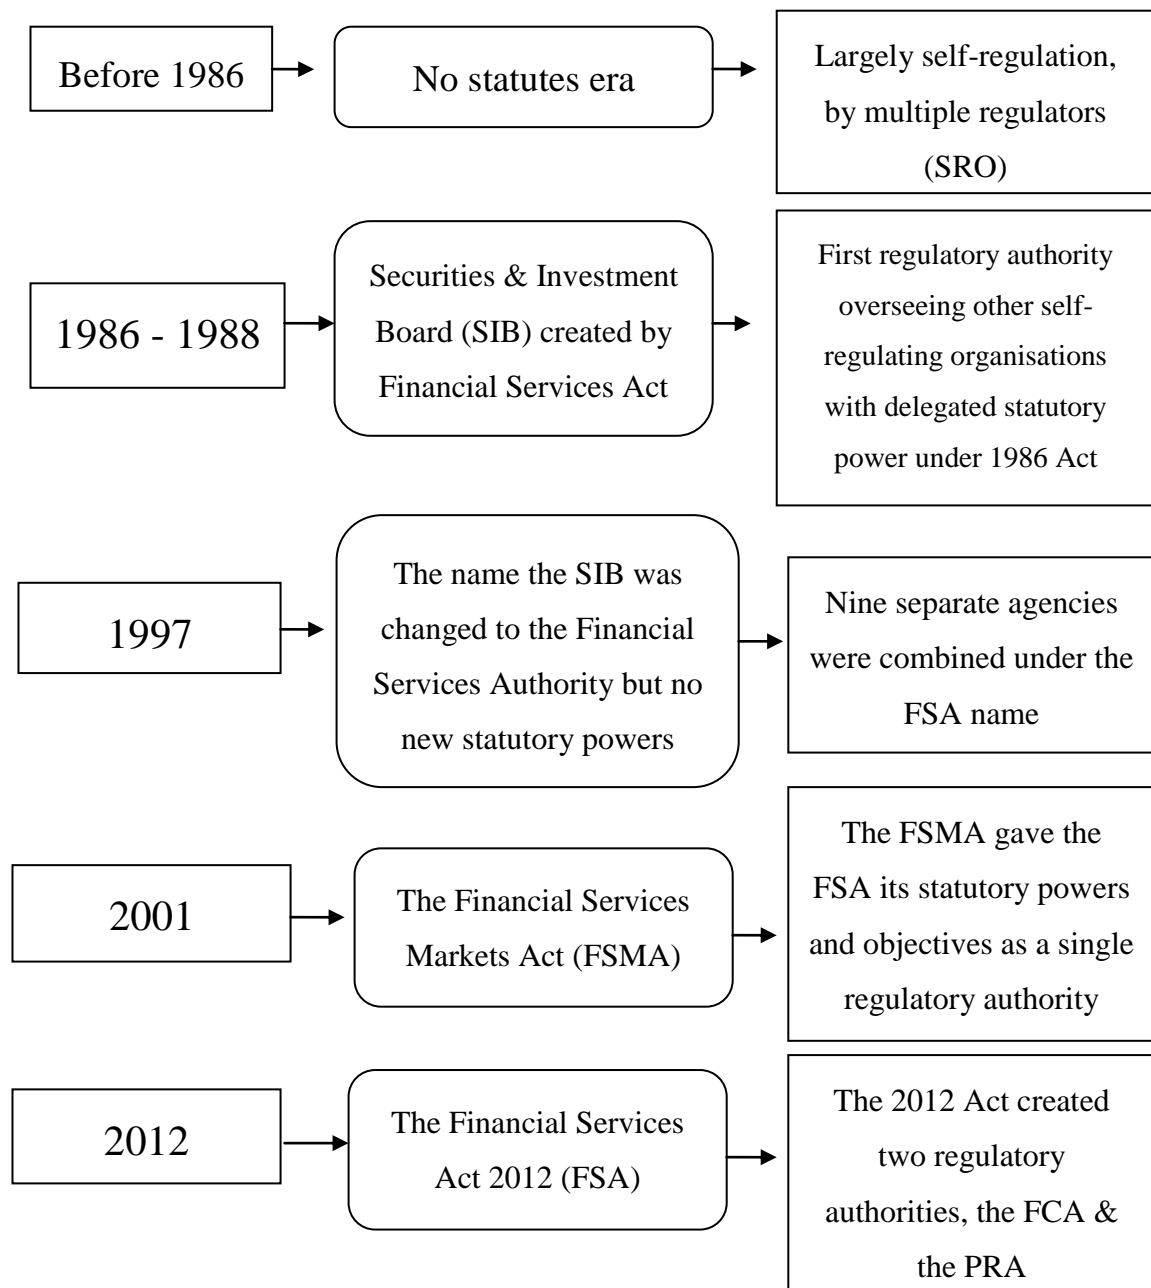 Before 1986
No statutes era
Largely self-regulation,
by multiple regulators
(SRO)
1986 - 1988
Securities & Investment
Board (SIB) created by
Financial Services Act
First regulatory authority
overseeing other self-
regulating organisations
with delegated statutory
power under 1986 Act
1997
The name the SIB was
changed to the Financial
Services Authority but no
new statutory powers
Nine separate agencies
were combined under the
FSA name
2001
The Financial Services
Markets Act (FSMA)
The FSMA gave the
FSA its statutory powers
and objectives as a single
regulatory authority
2012
The Financial Services
Act 2012 (FSA)
The 2012 Act created
two regulatory
authorities, the FCA &
the PRA